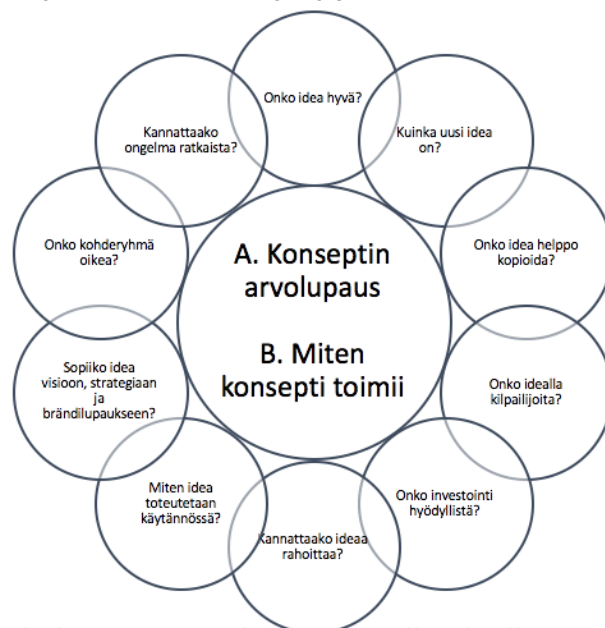 Onko idea hyvä?
Kuinka uusi idea
on?
Onko idea helppo
kopioida?
Onko idealla
kilpailijoita?
Onko investointi
hyödyllistä?
Kannattaako ideaa
rahoittaa?
Miten idea
toteutetaan
käytännössä?
Sopiiko idea
visioon, strategiaan
ja
brändilupaukseen?
Onko kohderyhmä
oikea?
Kannattaako
ongelma ratkaista?
A. Konseptin
arvolupaus
B. Miten
konsepti toimii